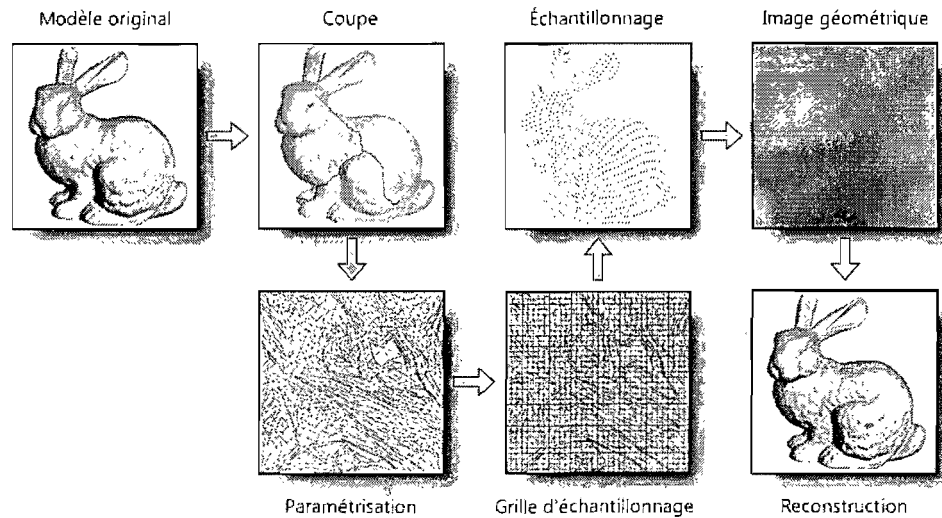 Modèle original
Coupe
Échantillonnage
Image géométrique
Paramétrisation
Grille d'échantillonnage
Reconstruction